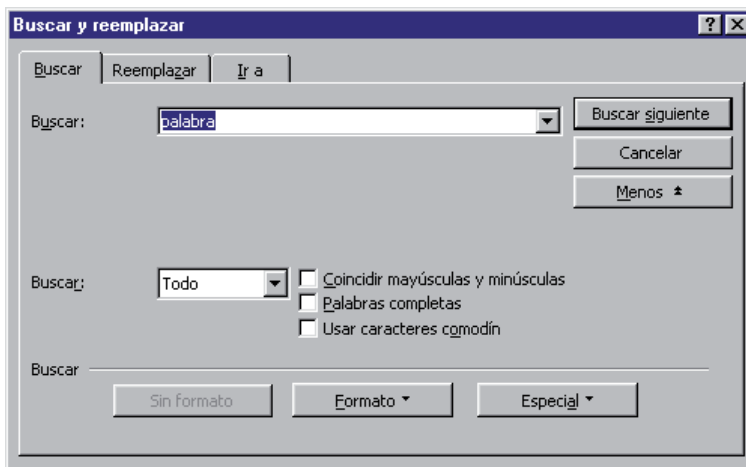 Buscar y reemplazar
Buscar Reemplazar Ir a
Buscar: palabra Buscar siguiente
Cancelar
Menos
Buscar: Todo Coincidir mayúsculas y minúsculas
Palabras completas
Usar caracteres comodín
Buscar
Sin formato Formato Especial